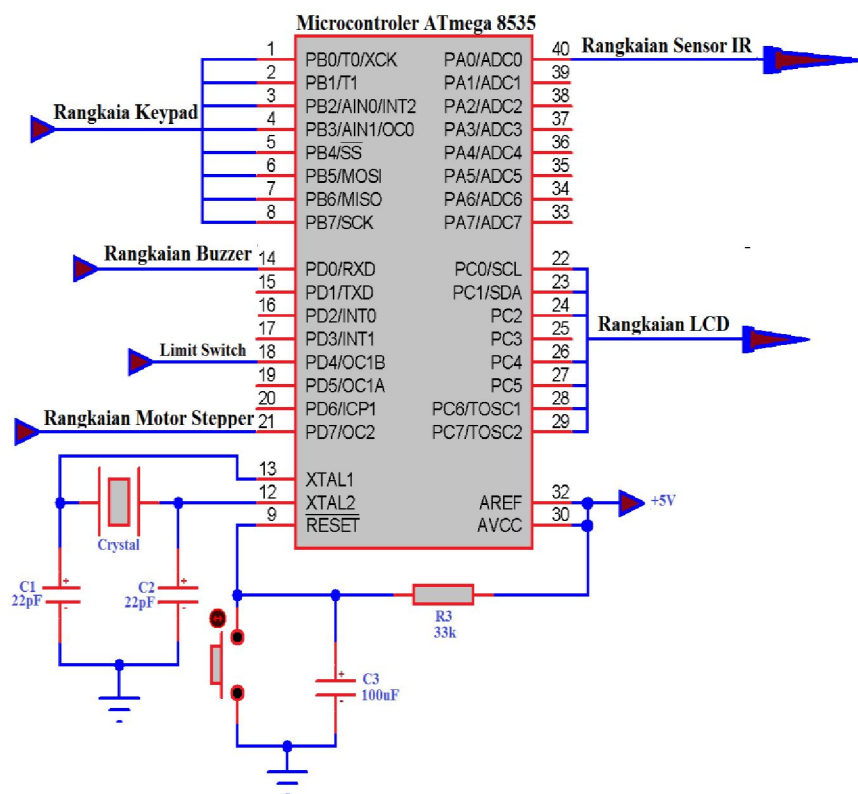 Microcontroler ATmega 8535
1 PB0/T0/XCK PA0/ADC0 40 Rangkaian Sensor IR
2 PB1/T1 PA1/ADC1 39
3 PB2/AIN0/INT2 PA2/ADC2 38
Rangkaia Keypad 4 PB3/AIN1/OC0 PA3/ADC3 37
5 PB4/SS PA4/ADC4 36
6 PB5/MOSI PA5/ADC5 35
7 PB6/MISO PA6/ADC6 34
8 PB7/SCK PA7/ADC7 33
Rangkaian Buzzer 14 PD0/RXD PC0/SCL 22
15 PD1/TXD PC1/SDA 23
16 PD2/INT0 PC2 24
17 PD3/INT1 PC3 25
Rangkaian LCD
Limit Switch 18 PD4/OC1B PC4 26
19 PD5/OC1A PC5 27
20 PD6/ICP1 PC6/TOSC1 28
Rangkaian Motor Stepper 21 PD7/OC2 PC7/TOSC2 29
13 XTAL1
12 XTAL2 AREF 32 +5V
9 RESET AVCC 30
Crystal
C1 22pF
C2 22pF
R3
33k
C3
100uF
+
-
+
-
+
-